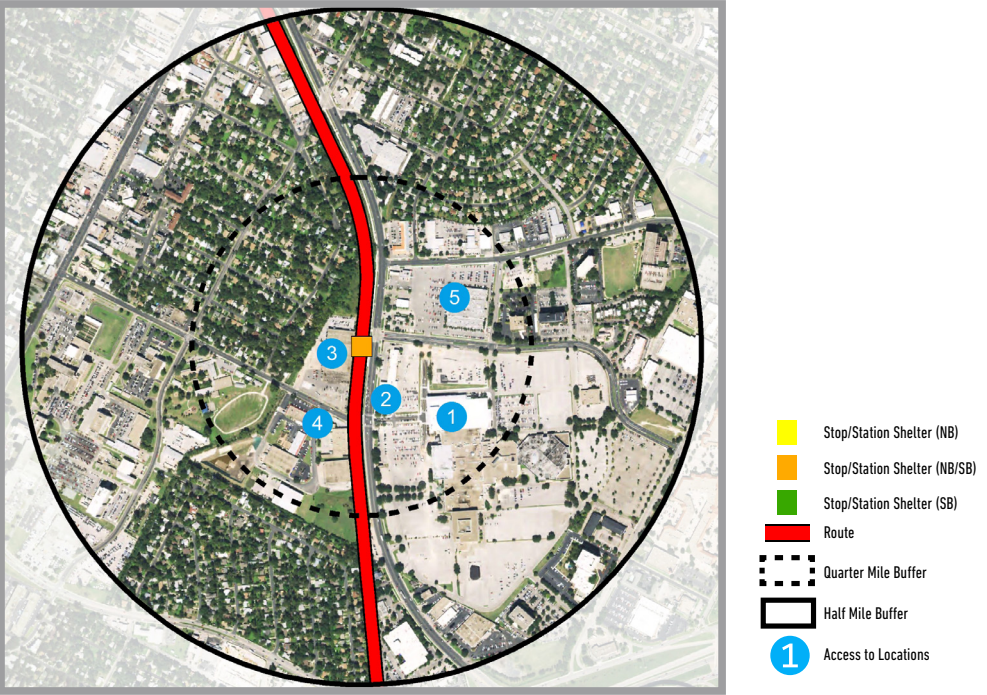 5
3
2
1
4
Stop/Station Shelter (NB)
Stop/Station Shelter (NB/SB)
Stop/Station Shelter (SB)
Route
Quarter Mile Buffer
Half Mile Buffer
1 Access to Locations